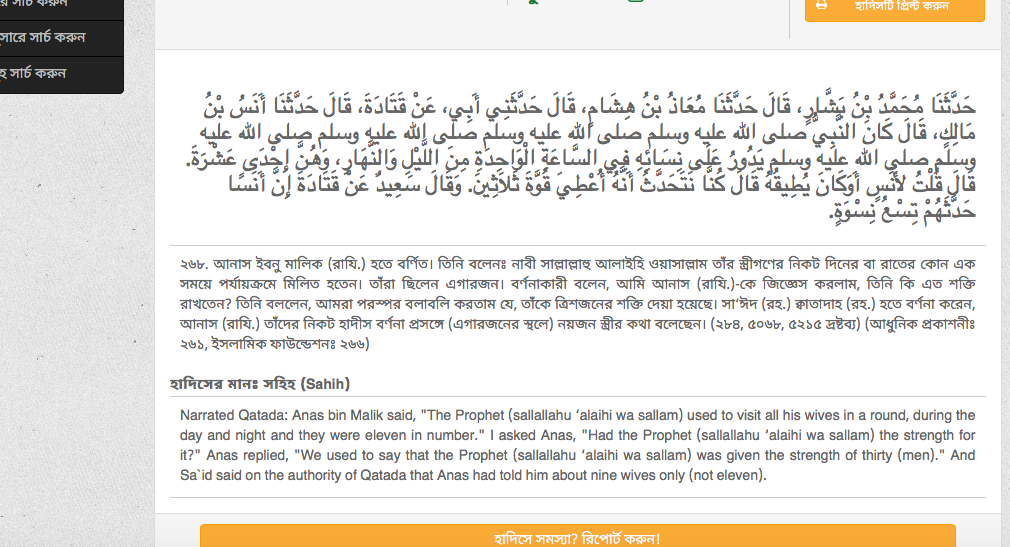 র সার্চ করুন
সারে সার্চ করুন
হ সার্চ করুন
হাদিসটি প্রিন্ট করুন
حَدَّثَنَا مُحَمَّدُ بْنُ بَشَّارٍ، قَالَ حَدَّثَنَا مُعَاذُ بْنُ هِشَامٍ، قَالَ حَدَّثَنِي أَبِي، عَنْ قَتَادَةَ، قَالَ حَدَّثَنَا أَنَسُ بْنُ
مَالِكٍ، قَالَ كَانَ النَّبِيُّ صلى الله عليه وسلم صلى الله عليه وسلم صلى الله عليه وسلم صلى الله عليه
وسلم صلى الله عليه وسلم يَدُورُ عَلَى نِسَائِهِ فِي السَّاعَةِ الْوَاحِدَةِ مِنَ اللَّيْلِ وَالنَّهَارِ، وَهُنَّ إِحْدَى عَشْرَةَ‏.‏
قَالَ قُلْتُ لأَنَسٍ أَوَكَانَ يُطِيقُهُ قَالَ كُنَّا نَتَحَدَّثُ أَنَّهُ أُعْطِيَ قُوَّةَ ثَلاَثِينَ‏.‏ وَقَالَ سَعِيدٌ عَنْ قَتَادَةَ إِنَّ أَنَسًا
حَدَّثَهُمْ تِسْعُ نِسْوَةٍ‏.‏
২৬৮. আনাস ইবনু মালিক (রাযি.) হতে বর্ণিত। তিনি বলেনঃ নাবী সাল্লাল্লাহু আলাইহি ওয়াসাল্লাম তাঁর স্ত্রীগণের নিকট দিনের বা রাতের কোন এক
সময়ে পর্যায়ক্রমে মিলিত হতেন। তাঁরা ছিলেন এগারজন। বর্ণনাকারী বলেন, আমি আনাস (রাযি.)-কে জিজ্ঞেস করলাম, তিনি কি এত শক্তি
রাখতেন? তিনি বললেন, আমরা পরস্পর বলাবলি করতাম যে, তাঁকে ত্রিশজনের শক্তি দেয়া হয়েছে। সা‘ঈদ (রহ.) ক্বাতাদাহ (রহ.) হতে বর্ণনা করেন,
আনাস (রাযি.) তাঁদের নিকট হাদীস বর্ণনা প্রসঙ্গে (এগারজনের স্থলে) নয়জন স্ত্রীর কথা বলেছেন। (২৮৪, ৫০৬৮, ৫২১৫ দ্রষ্টব্য) (আধুনিক প্রকাশনীঃ
২৬১, ইসলামিক ফাউন্ডেশনঃ ২৬৬)
হাদিসের মানঃ সহিহ (Sahih)
Narrated Qatada: Anas bin Malik said, "The Prophet (sallallahu ‘alaihi wa sallam) used to visit all his wives in a round, during the
day and night and they were eleven in number." I asked Anas, "Had the Prophet (sallallahu ‘alaihi wa sallam) the strength for
it?" Anas replied, "We used to say that the Prophet (sallallahu ‘alaihi wa sallam) was given the strength of thirty (men)." And
Sa`id said on the authority of Qatada that Anas had told him about nine wives only (not eleven).
হাদিসে সমস্যা? রিপোর্ট করুন!